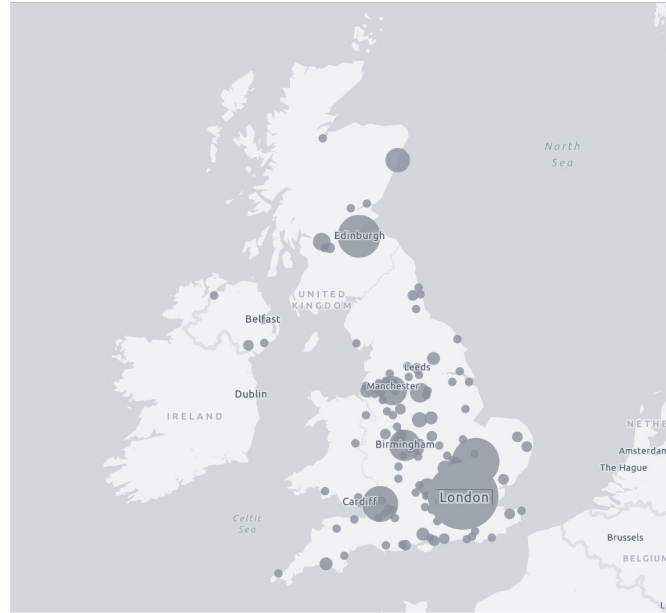 North
Sea
Edinburgh
UNITED
KINGDOM
Belfast
Leeds
Manchester
Dublin
IRELAND
NETHE
Birmingham
Amsterdam
The Hague
London
Cardiff
Celtic
Sea
Brussels
BELGIUM